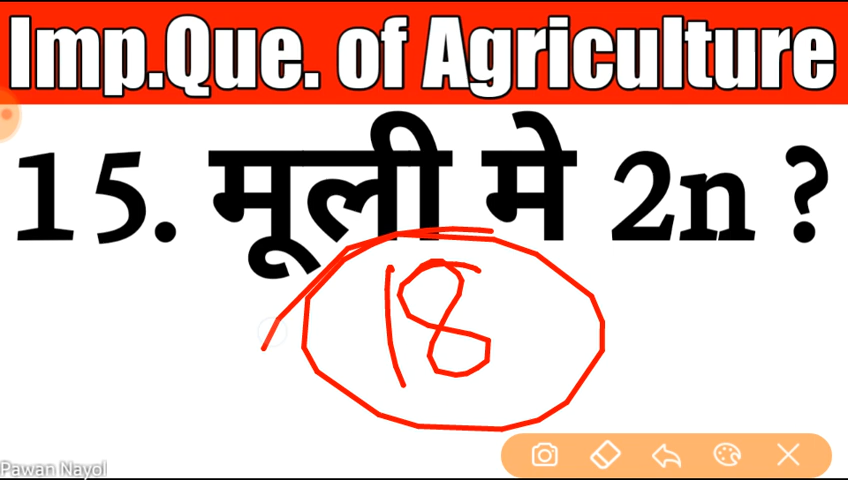 Imp.Que. of Agriculture
15. मूली मे 2n ?
18
Pawan Nayol